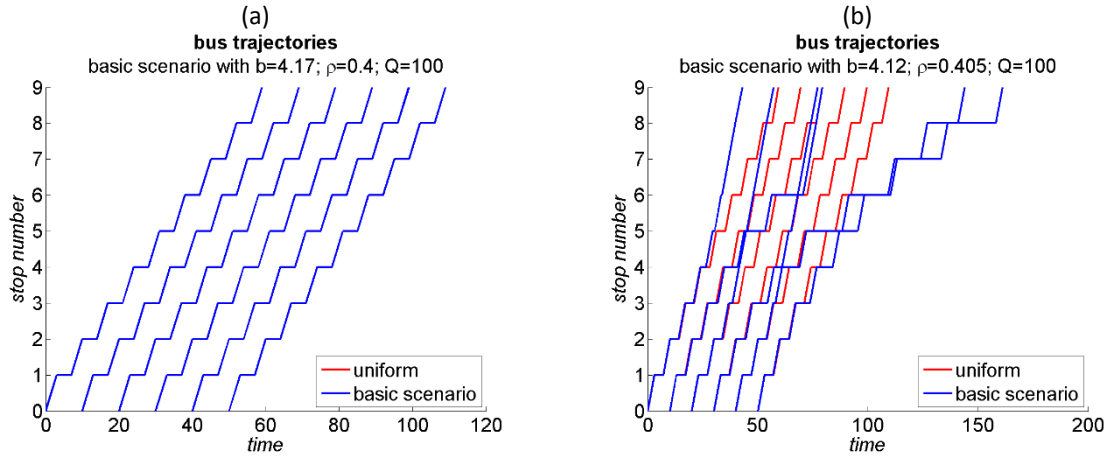 (a)
bus trajectories
basic scenario with b=4.17; ρ=0.4; Q=100
9
8
7
6
5
4
3
2
1
0
stop number
0 20 40 60 80 100 120
time
uniform
basic scenario
(b)
bus trajectories
basic scenario with b=4.12; ρ=0.405; Q=100
9
8
7
6
5
4
3
2
1
0
stop number
0 50 100 150 200
time
uniform
basic scenario